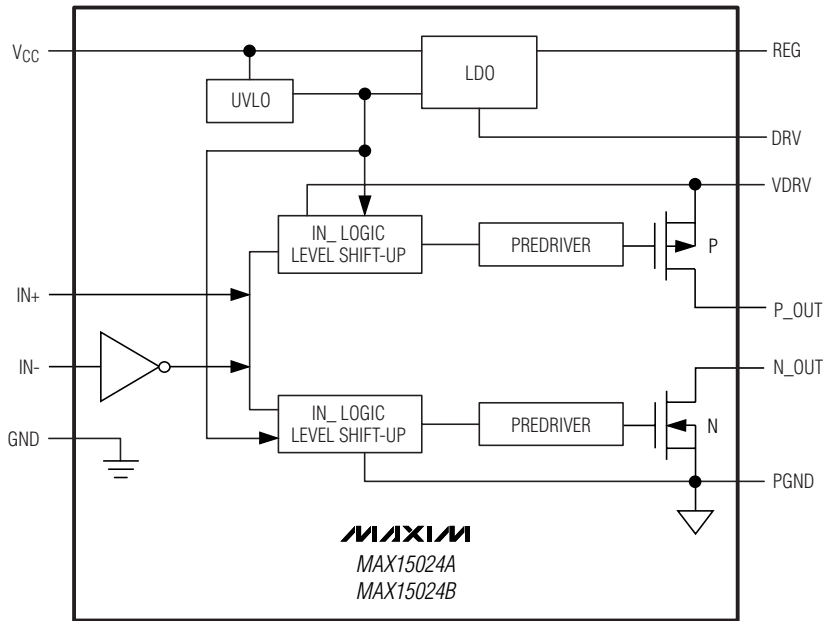 VCC
REG
LDO
UVLO
DRV
VDRV
IN_ LOGIC
LEVEL SHIFT-UP
PREDRIVER
P
IN+
P_OUT
IN-
N_OUT
IN_ LOGIC
LEVEL SHIFT-UP
PREDRIVER
N
GND
PGND
MAXIM
MAX15024A
MAX15024B